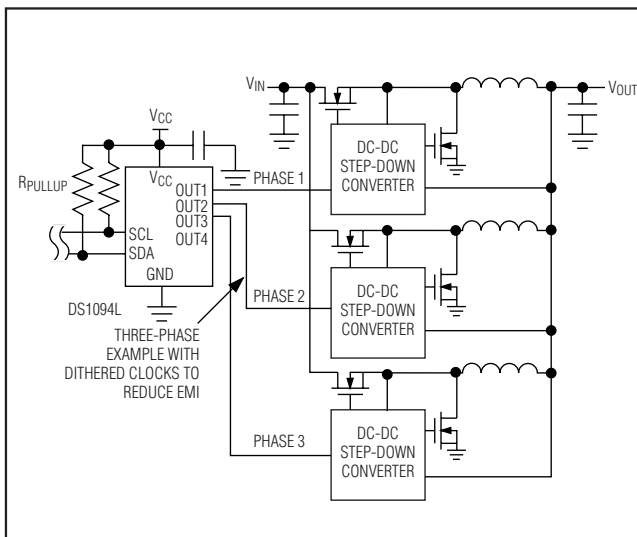 VIN
VOUT
VCC
RPULLUP
VCC
OUT1
OUT2
OUT3
OUT4
SCL
SDA
GND
DS1094L
PHASE 1
DC-DC
STEP-DOWN
CONVERTER
PHASE 2
DC-DC
STEP-DOWN
CONVERTER
THREE-PHASE
EXAMPLE WITH
DITHERED CLOCKS TO
REDUCE EMI
PHASE 3
DC-DC
STEP-DOWN
CONVERTER